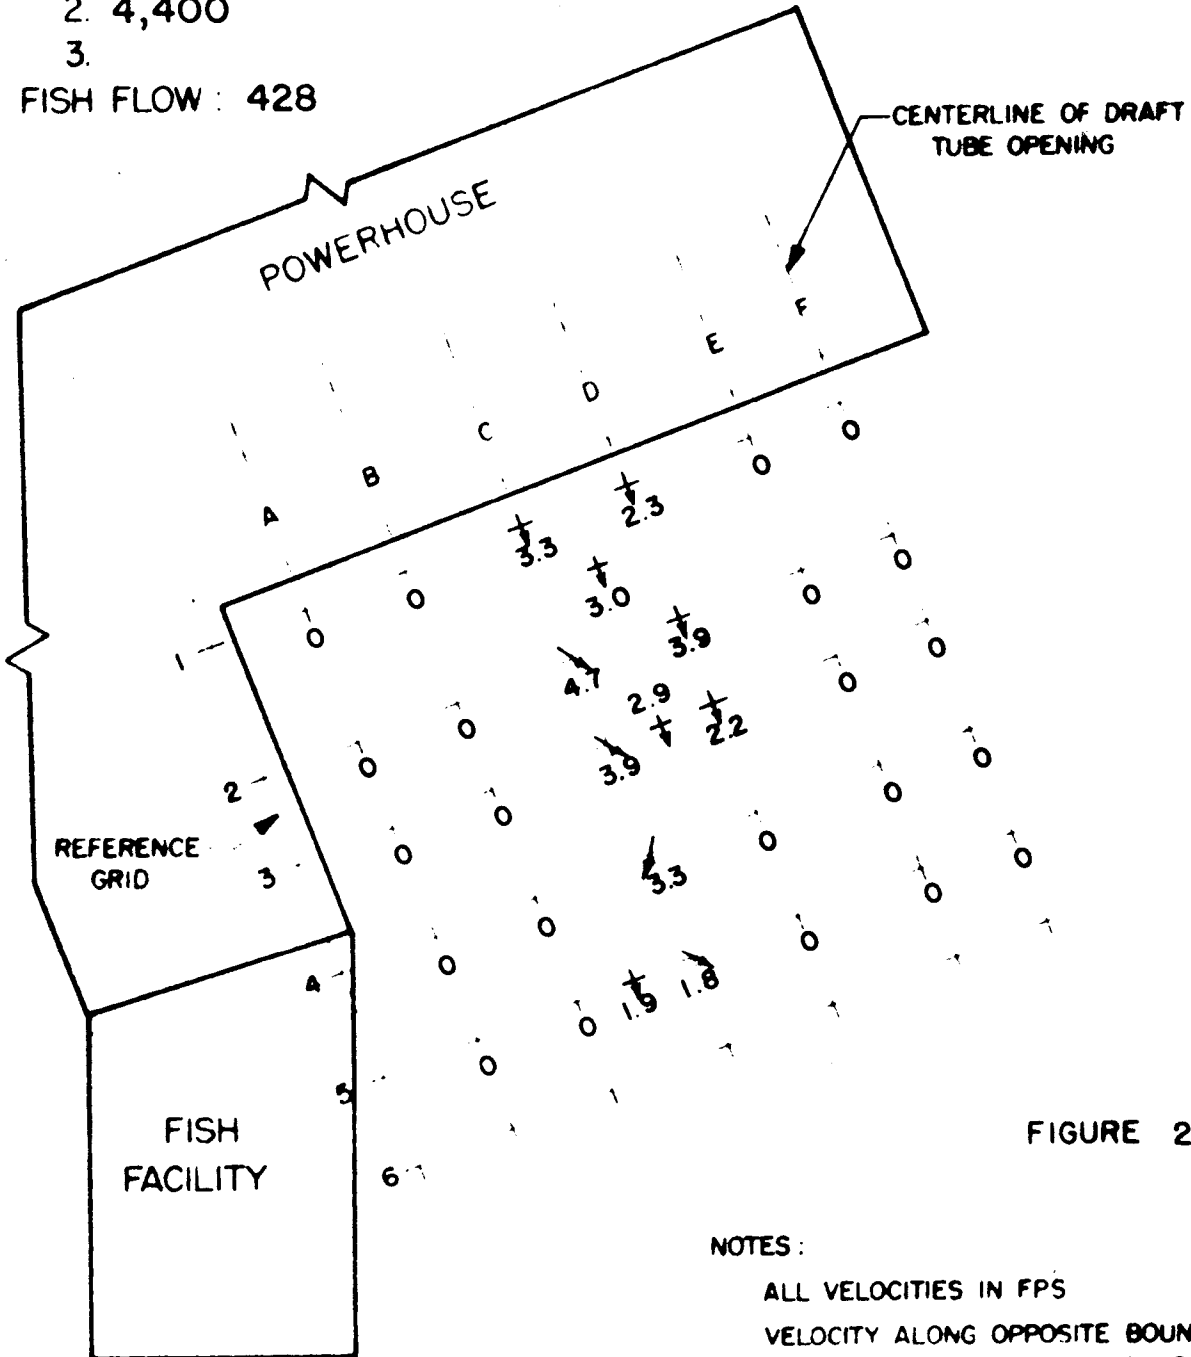 2. 4,400
3.
FISH FLOW : 428
CENTERLINE OF DRAFT
TUBE OPENING
POWERHOUSE
F
E
D
C
B
A
0
0
2.3
3.3
0
0
3.0
0
0
3.9
0
1
4.7
0
2.9
2.2
0
0
3.9
0
0
2
0
0
REFERENCE
GRID
3
0
3.3
0
0
0
0
0
4
1.8
1.9
0
0
5
FISH
FACILITY
6
FIGURE 2
NOTES :
ALL VELOCITIES IN FPS
VELOCITY ALONG OPPOSITE BOUN